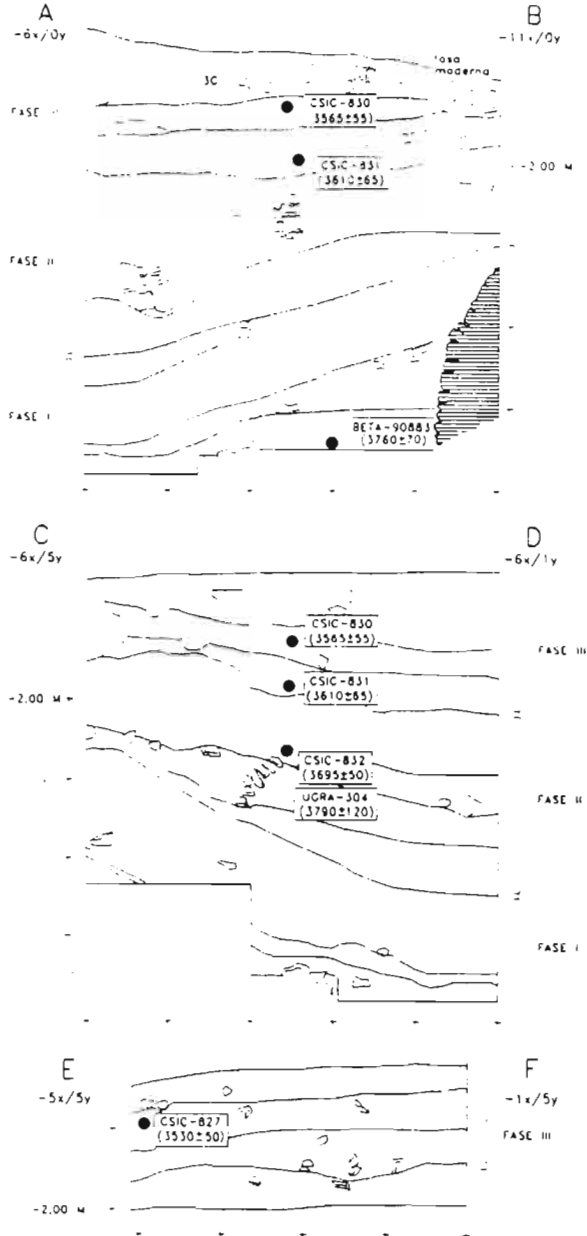 A
B
-6x/0y
-11x/0y
fosa
moderna
3C
CSIC-830
3565±55)
FASE
CSIC-831
(3610±65)
-2.00 M
FASE II
FASE I
BETA-90883
(3760±70)
C
D
-6x/5y
-6x/1y
CSIC-830
(3565±55)
FASE III
CSIC-831
(3610±65)
-2.00 M
CSIC-832
(3695±50)
UGRA-304
(3790±120)
FASE II
FASE I
E
F
-5x/5y
-1x/5y
CSIC-827
(3530±50)
FASE III
-2.00 M